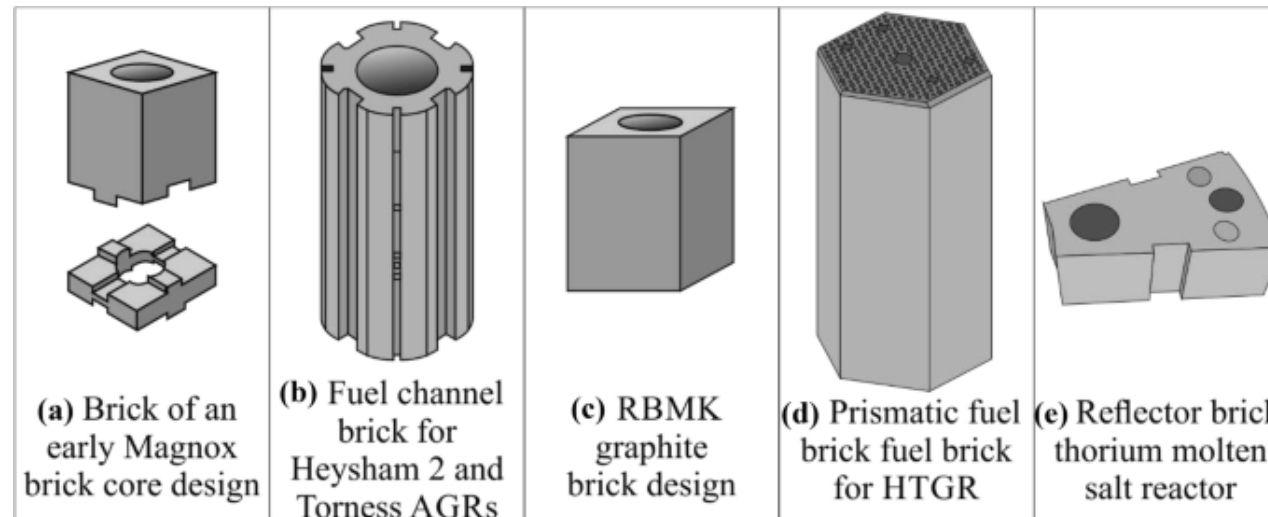 (a) Brick of an
early Magnox
brick core design
(b) Fuel channel
brick for
Heysham 2 and
Torness AGRs
(c) RBMK
graphite
brick design
(d) Prismatic fuel
brick fuel brick
for HTGR
(e) Reflector brick
thorium molten
salt reactor